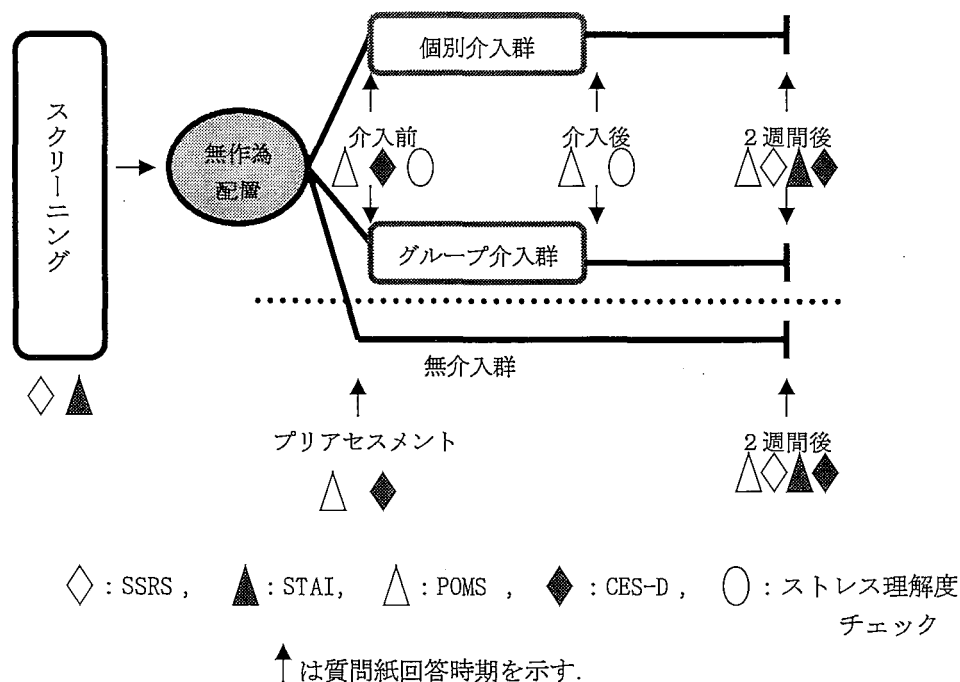 スクリーニング
無作為
配置
個別介入群
介入前
介入後
2週間後
グループ介入群
無介入群
プリアセスメント
2週間後
:SSRS, :STAI, :POMS , :CES-D, :ストレス理解度
チェック
は質問紙回答時期を示す.